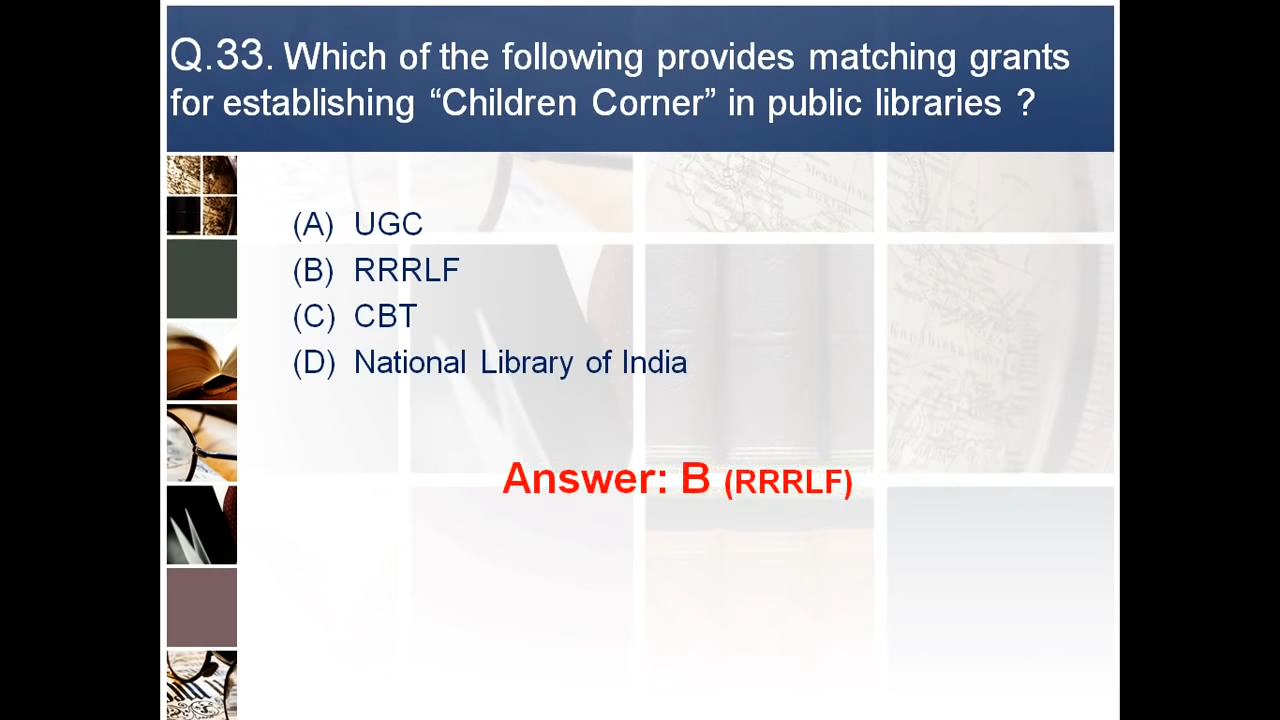 Q.33. Which of the following provides matching grants
for establishing “Children Corner” in public libraries ?
(A) UGC
(B) RRRLF
(C) CBT
(D) National Library of India
Answer: B (RRRLF)